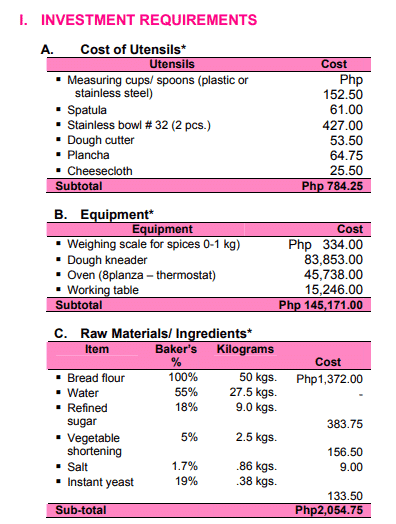 I. INVESTMENT REQUIREMENTS
A. Cost of Utensils*
Utensils Cost
▪ Measuring cups/ spoons (plastic or Php
stainless steel) 152.50
▪ Spatula 61.00
▪ Stainless bowl # 32 (2 pcs.) 427.00
▪ Dough cutter 53.50
▪ Plancha 64.75
▪ Cheesecloth 25.50
Subtotal Php 784.25
B. Equipment*
Equipment Cost
▪ Weighing scale for spices 0-1 kg) Php 334.00
▪ Dough kneader 83,853.00
▪ Oven (8planza – thermostat) 45,738.00
▪ Working table 15,246.00
Subtotal Php 145,171.00
C. Raw Materials/ Ingredients*
Item Baker's Kilograms
% Cost
▪ Bread flour 100% 50 kgs. Php1,372.00
▪ Water 55% 27.5 kgs. -
▪ Refined 18% 9.0 kgs.
sugar 383.75
▪ Vegetable 5% 2.5 kgs.
shortening 156.50
▪ Salt 1.7% .86 kgs. 9.00
▪ Instant yeast 19% .38 kgs.
133.50
Sub-total Php2,054.75